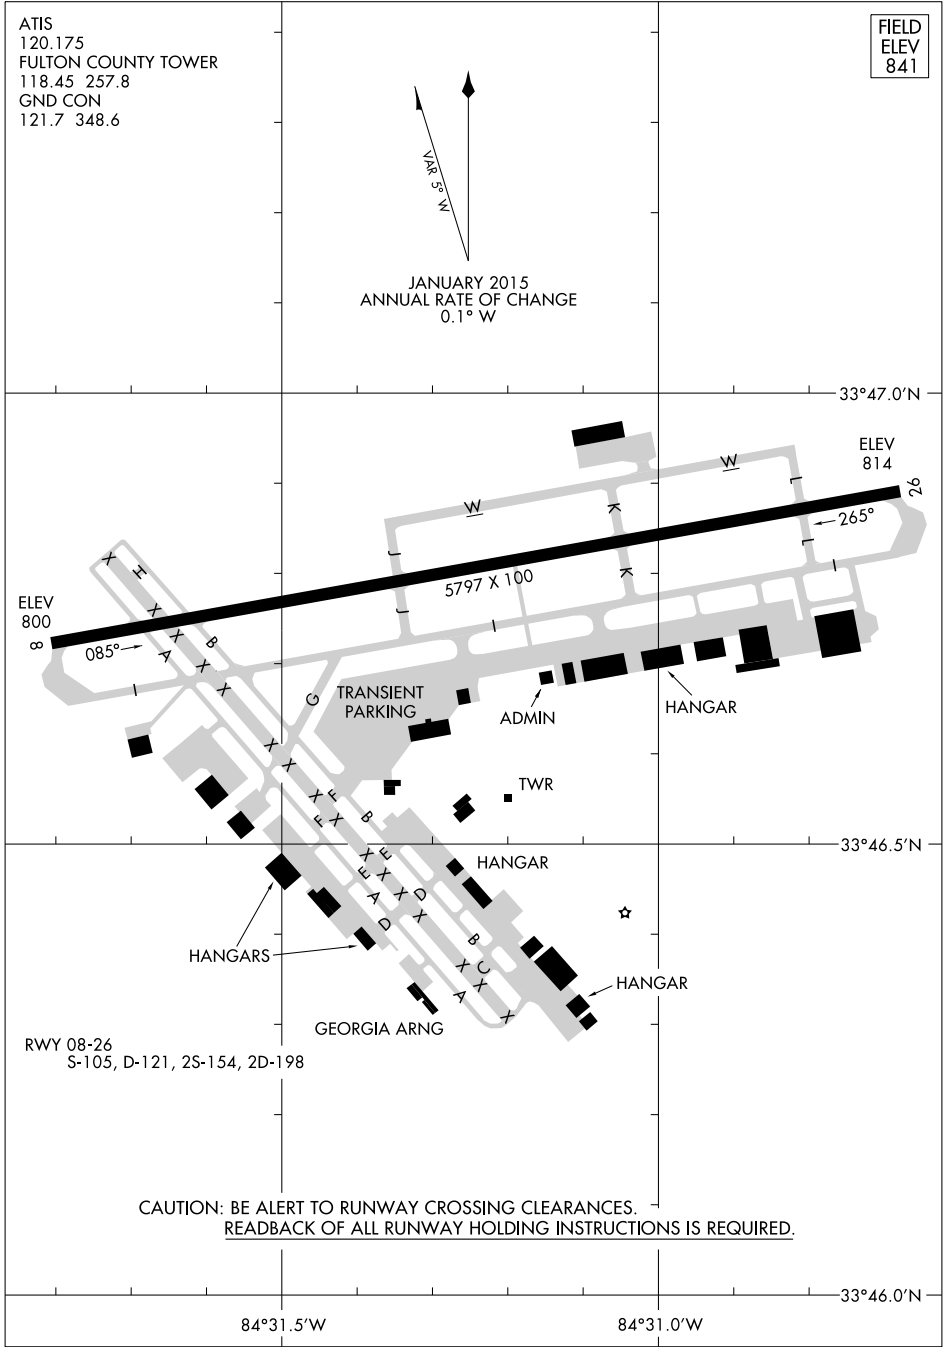 ATIS
120.175
FULTON COUNTY TOWER
118.45 257.8
GND CON
121.7 348.6
FIELD
ELEV
841
VAR 5° W
JANUARY 2015
ANNUAL RATE OF CHANGE
0.1° W
33°47.0'N
ELEV
814
26
W
W
L
K
265°
J
L
K
I
5797 X 100
X
H
J
X
I
ELEV
800
8
085°
X
A
B
X
X
I
G
TRANSIENT
PARKING
ADMIN
HANGAR
X
X
TWR
X
F
F
X
B
33°46.5'N
X
E
E
X
HANGAR
A
X
D
D
X
B
HANGARS
X
C
A
X
HANGAR
X
GEORGIA ARNG
RWY 08-26
S-105, D-121, 2S-154, 2D-198
CAUTION: BE ALERT TO RUNWAY CROSSING CLEARANCES.
READBACK OF ALL RUNWAY HOLDING INSTRUCTIONS IS REQUIRED.
33°46.0'N
84°31.5'W
84°31.0'W